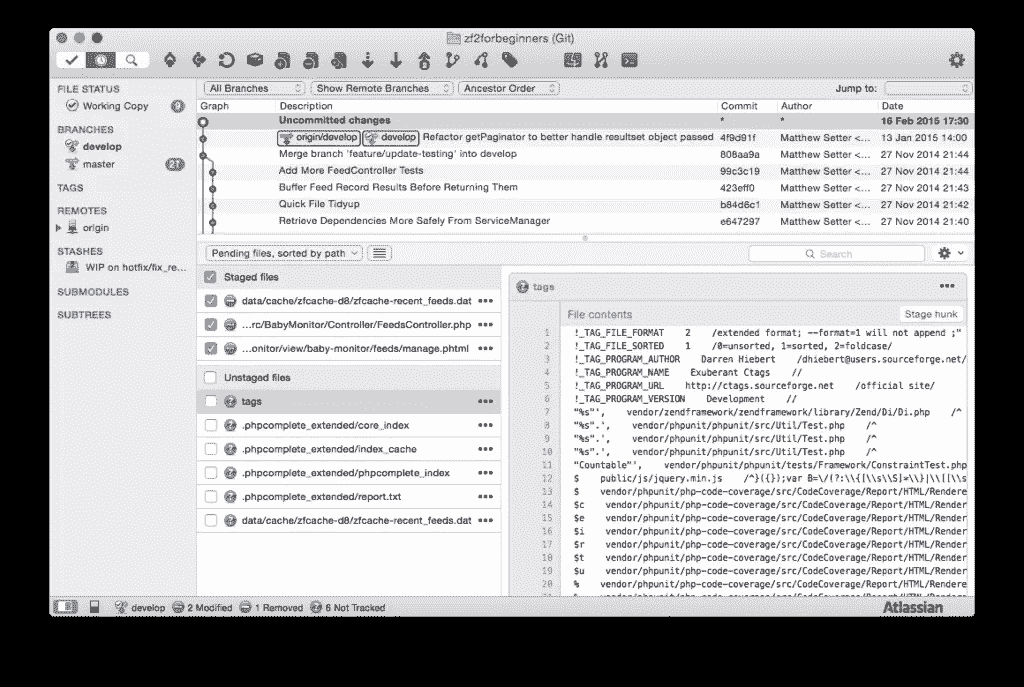 zf2forbeginners (Git)
FILE STATUS
Working Copy
BRANCHES
develop
master
TAGS
REMOTES
origin
STASHES
WIP on hotfix/fix_re...
SUBMODULES
SUBTREES
All Branches Show Remote Branches Ancestor Order Jump to:
Graph Description Commit Author Date
Uncommitted changes * * 16 Feb 2015 17:30
origin/develop develop Refactor getPaginator to better handle resultset object passed 4f9d91f Matthew Setter <... 13 Jan 2015 14:00
Merge branch 'feature/update-testing' into develop 808aa9a Matthew Setter <... 27 Nov 2014 21:44
Add More FeedController Tests 99c3c19 Matthew Setter <... 27 Nov 2014 21:44
Buffer Feed Record Results Before Returning Them 423eff0 Matthew Setter <... 27 Nov 2014 21:43
Quick File Tidyup b84d6c1 Matthew Setter <... 27 Nov 2014 21:42
Retrieve Dependencies More Safely From ServiceManager e647297 Matthew Setter <... 27 Nov 2014 21:40
Pending files, sorted by path Search
Staged files
data/cache/zfcache-d8/zfcache-recent_feeds.dat
...rc/BabyMonitor/Controller/FeedsController.php
...onitor/view/baby-monitor/feeds/manage.phtml
Unstaged files
tags
.phpcomplete_extended/core_index
.phpcomplete_extended/index_cache
.phpcomplete_extended/phpcomplete_index
.phpcomplete_extended/report.txt
data/cache/zfcache-d8/zfcache-recent_feeds.dat
tags
File contents Stage hunk
1 !_TAG_FILE_FORMAT 2 /extended format; --format=1 will not append ;"
2 !_TAG_FILE_SORTED 1 /0=unsorted, 1=sorted, 2=foldcase/
3 !_TAG_PROGRAM_AUTHOR Darren Hiebert /dhiebert@users.sourceforge.net/
4 !_TAG_PROGRAM_NAME Exuberant Ctags //
5 !_TAG_PROGRAM_URL http://ctags.sourceforge.net /official site/
6 !_TAG_PROGRAM_VERSION Development //
7 "%s"', vendor/zendframework/zendframework/library/Zend/Di/Di.php /^
8 "%s".', vendor/phpunit/phpunit/src/Util/Test.php /^
9 "%s".', vendor/phpunit/phpunit/src/Util/Test.php /^
10 "%s".', vendor/phpunit/phpunit/src/Util/Test.php /^
11 "Countable"', vendor/phpunit/phpunit/tests/Framework/ConstraintTest.php
12 $ public/js/jquery.min.js /^}({});var B=\/(?:\\{[\\s\\S]*\\}|\\[[\\s
13 $ vendor/phpunit/php-code-coverage/src/CodeCoverage/Report/HTML/Rendere
14 $c vendor/phpunit/php-code-coverage/src/CodeCoverage/Report/HTML/Rendere
15 $e vendor/phpunit/php-code-coverage/src/CodeCoverage/Report/HTML/Rendere
16 $i vendor/phpunit/php-code-coverage/src/CodeCoverage/Report/HTML/Rendere
17 $r vendor/phpunit/php-code-coverage/src/CodeCoverage/Report/HTML/Rendere
18 $t vendor/phpunit/php-code-coverage/src/CodeCoverage/Report/HTML/Rendere
19 $u vendor/phpunit/php-code-coverage/src/CodeCoverage/Report/HTML/Rendere
20 % vendor/phpunit/php-code-coverage/src/CodeCoverage/Report/HTML/Rendere
develop 2 Modified 1 Removed 6 Not Tracked Atlassian